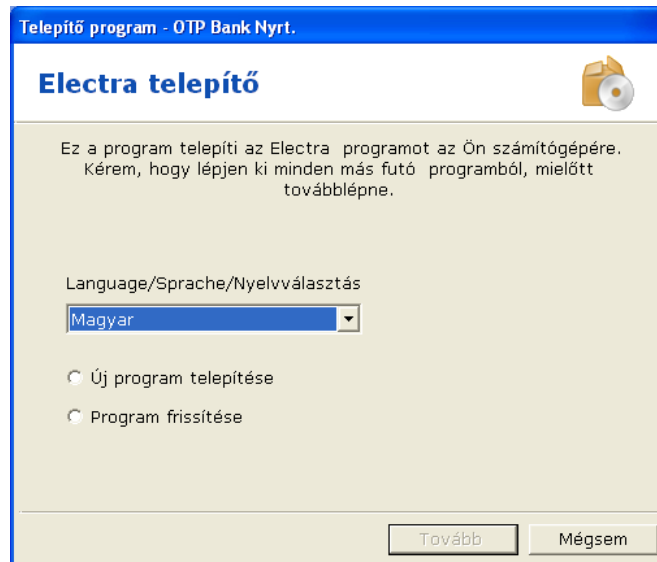 Telepítő program - OTP Bank Nyrt.
Electra telepítő
Ez a program telepíti az Electra programot az Ön számítógépére.
Kérem, hogy lépjen ki minden más futó programból, mielőtt
továbblépne.
Language/Sprache/Nyelvválasztás
Magyar
Új program telepítése
Program frissítése
Tovább
Mégsem